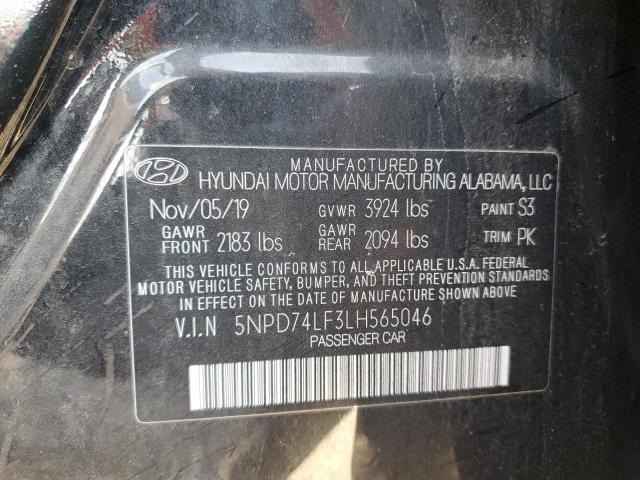 MANUFACTURED BY
HYUNDAI MOTOR MANUFACTURING ALABAMA, LLC
Nov/05/19 GVWR 3924 lbs PAINT S3
GAWR FRONT 2183 lbs GAWR REAR 2094 lbs TRIM PK
THIS VEHICLE CONFORMS TO ALL APPLICABLE U.S.A. FEDERAL
MOTOR VEHICLE SAFETY, BUMPER, AND THEFT PREVENTION STANDARDS
IN EFFECT ON THE DATE OF MANUFACTURE SHOWN ABOVE.
V.I.N 5NPD74LF3LH565046
PASSENGER CAR